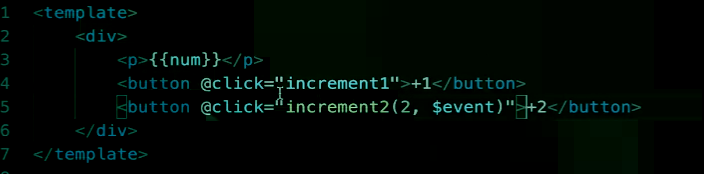 1 <template>
2 <div>
3 <p>{{num}}</p>
4 <button @click="increment1">+1</button>
5 <button @click="increment2(2, $event)">+2</button>
6 </div>
7 </template>